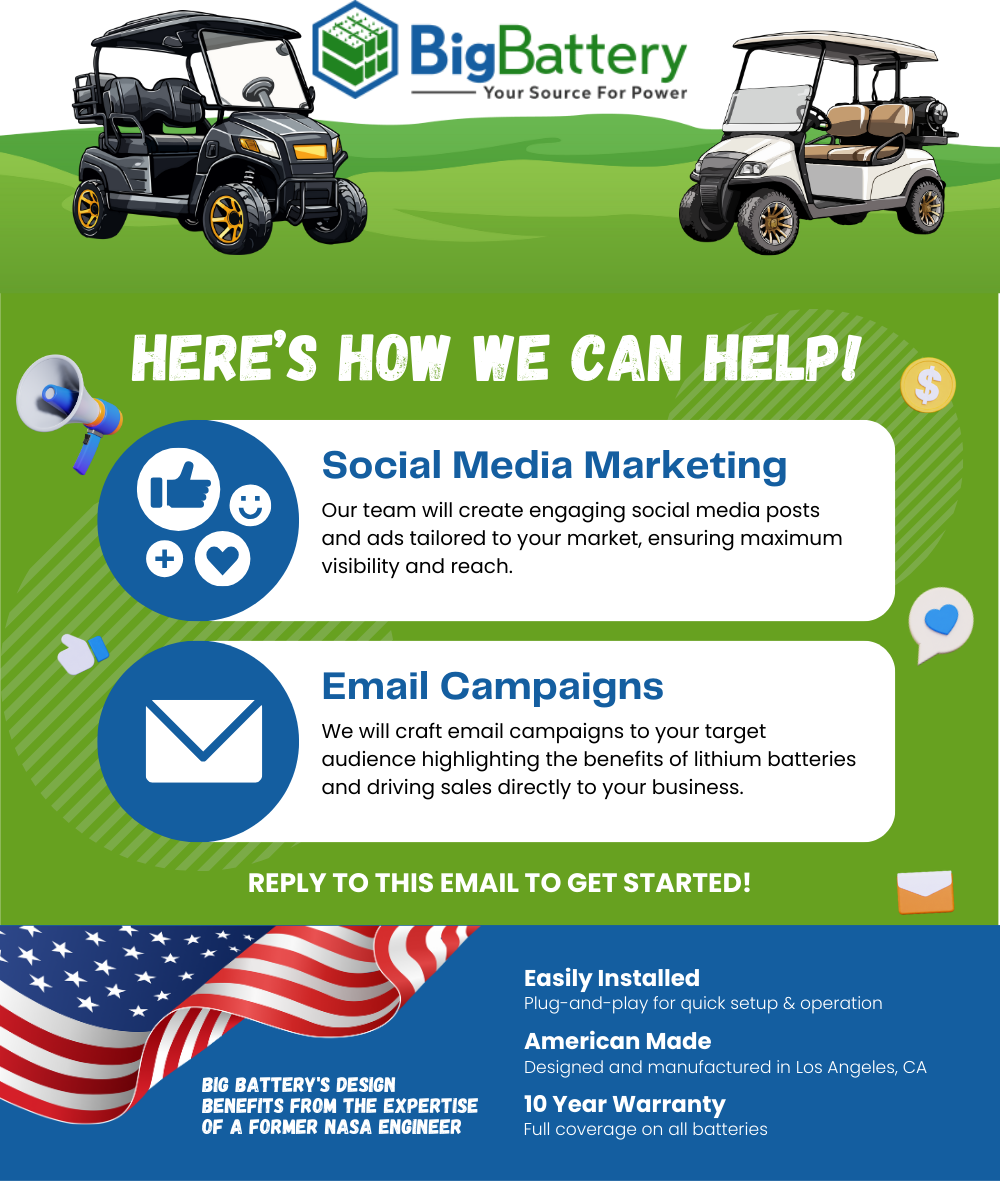 BigBattery
Your Source For Power
HERE'S HOW WE CAN HELP!
Social Media Marketing
Our team will create engaging social media posts
and ads tailored to your market, ensuring maximum
visibility and reach.
Email Campaigns
We will craft email campaigns to your target
audience highlighting the benefits of lithium batteries
and driving sales directly to your business.
REPLY TO THIS EMAIL TO GET STARTED!
BIG BATTERY'S DESIGN
BENEFITS FROM THE EXPERTISE
OF A FORMER NASA ENGINEER
Easily Installed
Plug-and-play for quick setup & operation
American Made
Designed and manufactured in Los Angeles, CA
10 Year Warranty
Full coverage on all batteries